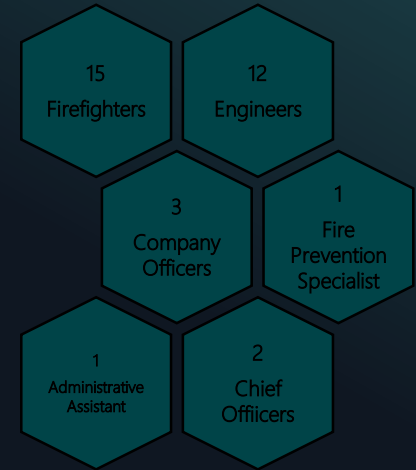 15
Firefighters
12
Engineers
3
Company
Officers
1
Fire
Prevention
Specialist
1
Administrative
Assistant
2
Chief
Offiicers